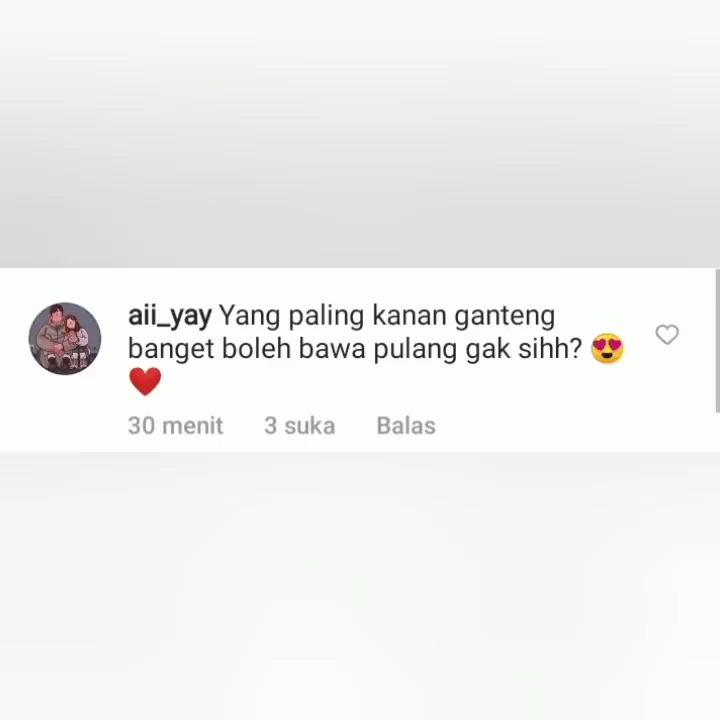 aii_yay Yang paling kanan ganteng
banget boleh bawa pulang gak sihh? 😍
❤️
30 menit 3 suka Balas